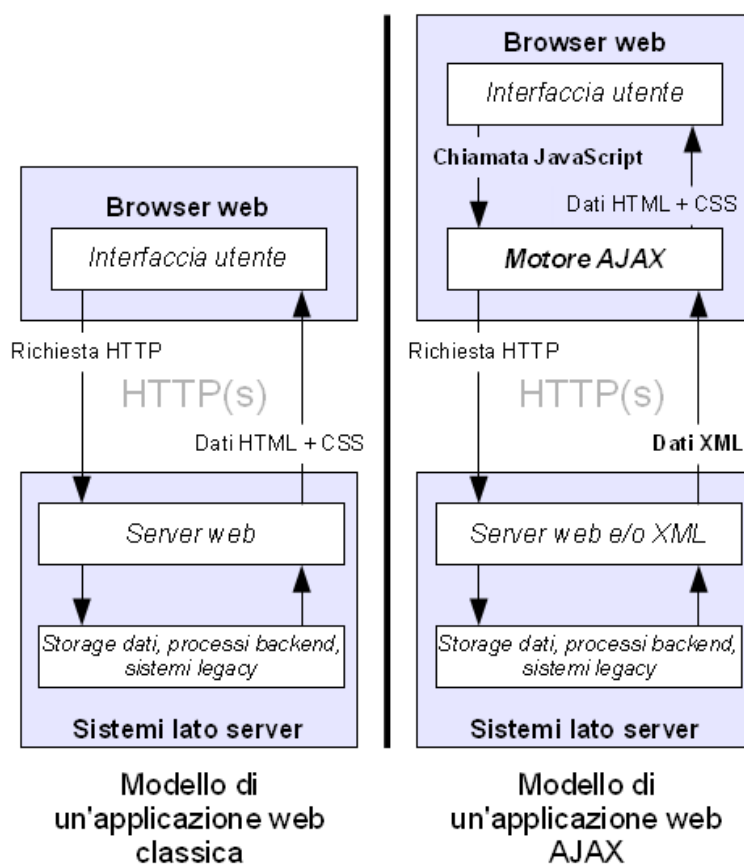 Browser web
Interfaccia utente
Richiesta HTTP
HTTP(s)
Dati HTML + CSS
Server web
Storage dati, processi backend,
sistemi legacy
Sistemi lato server
Modello di
un'applicazione web
classica
Browser web
Interfaccia utente
Chiamata JavaScript
Dati HTML + CSS
Motore AJAX
Richiesta HTTP
HTTP(s)
Dati XML
Server web e/o XML
Storage dati, processi backend,
sistemi legacy
Sistemi lato server
Modello di
un'applicazione web
AJAX